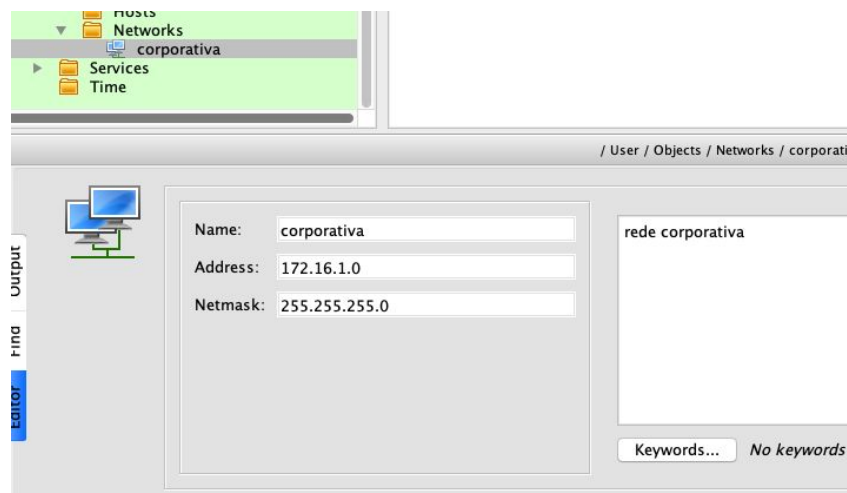 Hosts
Networks
corporativa
Services
Time
/ User / Objects / Networks / corporati
Name: corporativa
Address: 172.16.1.0
Netmask: 255.255.255.0
rede corporativa
Output
Find
Editor
Keywords... No keywords